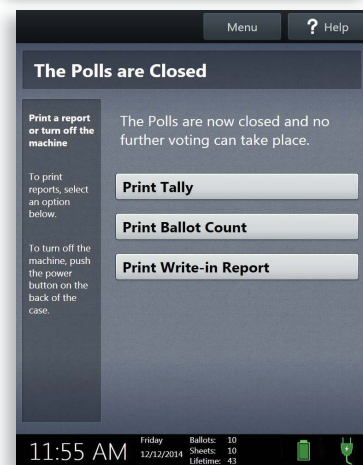 Menu
? Help
The Polls are Closed
Print a report
or turn off the
machine
To print
reports, select
an option
below.
To turn off the
machine, push
the power
button on the
back of the
case.
The Polls are now closed and no
further voting can take place.
Print Tally
Print Ballot Count
Print Write-in Report
11:55 AM
Friday
12/12/2014
Ballots: 10
Sheets: 10
Lifetime: 43